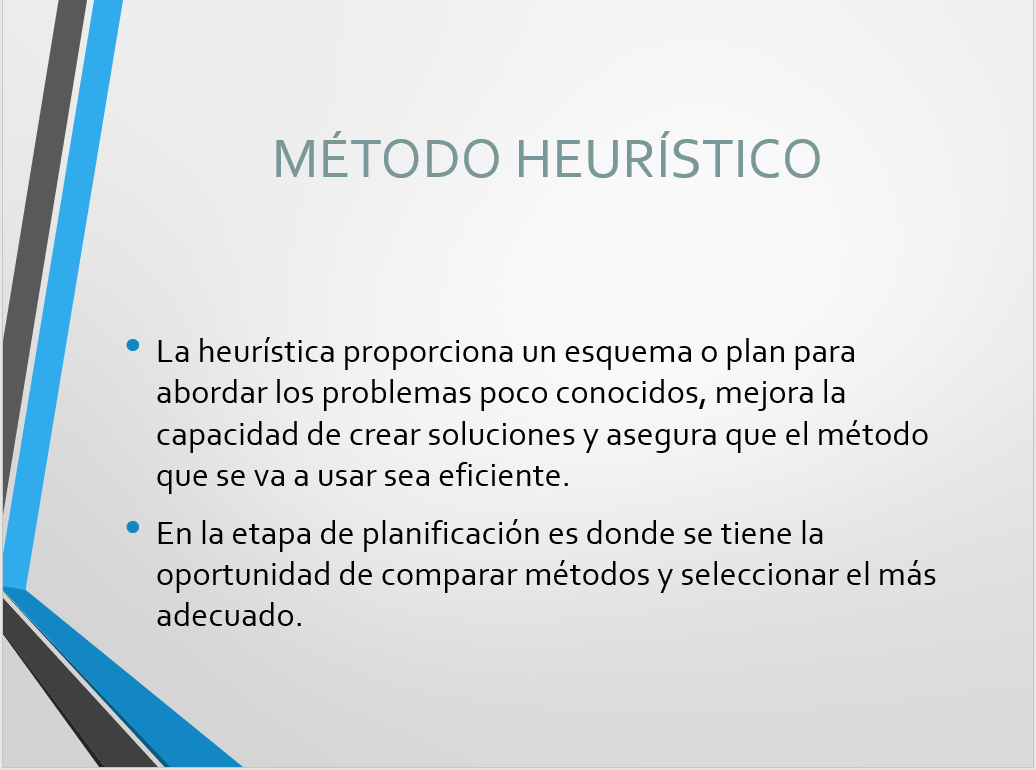 MÉTODO HEURÍSTICO
• La heurística proporciona un esquema o plan para
abordar los problemas poco conocidos, mejora la
capacidad de crear soluciones y asegura que el método
que se va a usar sea eficiente.
• En la etapa de planificación es donde se tiene la
oportunidad de comparar métodos y seleccionar el más
adecuado.